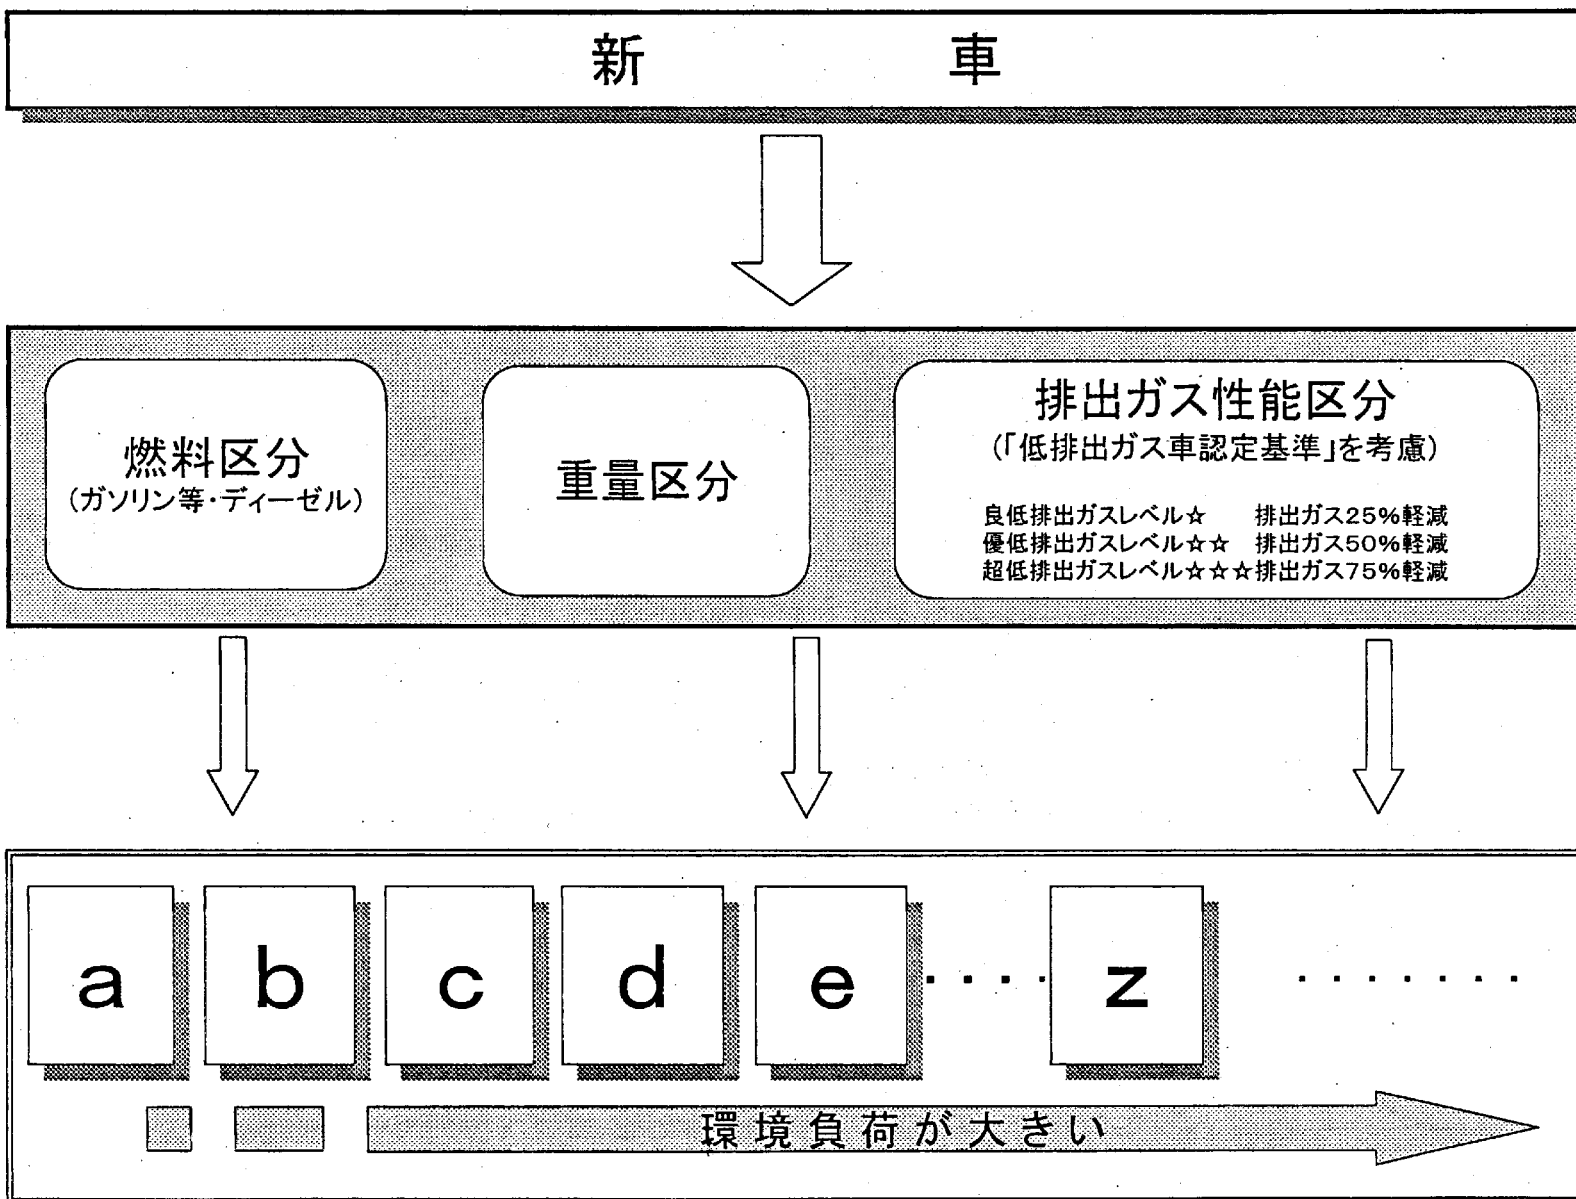 新 車
燃料区分
(ガソリン等・ディーゼル)
重量区分
排出ガス性能区分
(「低排出ガス車認定基準」を考慮)
良低排出ガスレベル☆ 排出ガス25%軽減
優低排出ガスレベル☆☆ 排出ガス50%軽減
超低排出ガスレベル☆☆☆排出ガス75%軽減
a b c d e ・・・・ z ・・・・・・・
環境負荷が大きい